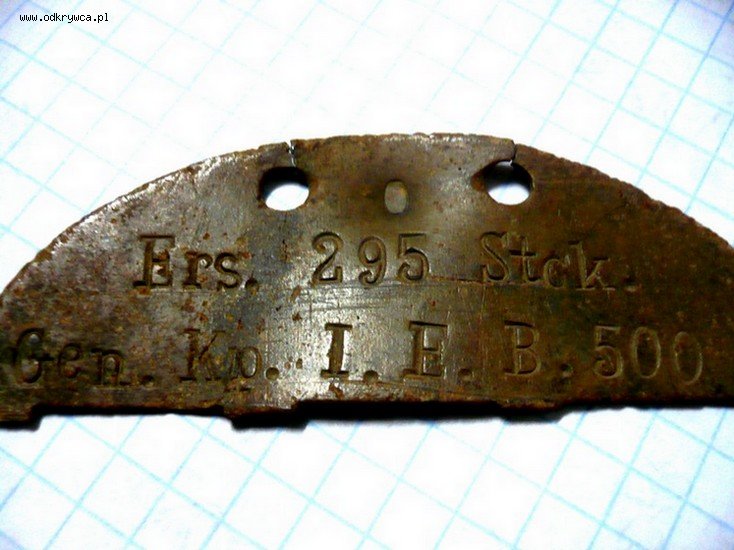 www.odkrywca.pl
O
Ers. 295 Stck.
Gen. Kp. I. E. B. 500